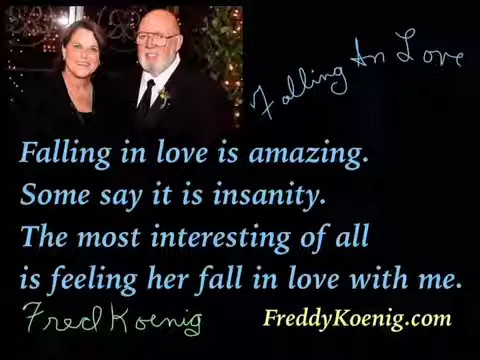 Falling In Love
Falling in love is amazing.
Some say it is insanity.
The most interesting of all
is feeling her fall in love with me.
Fred Koenig
FreddyKoenig.com